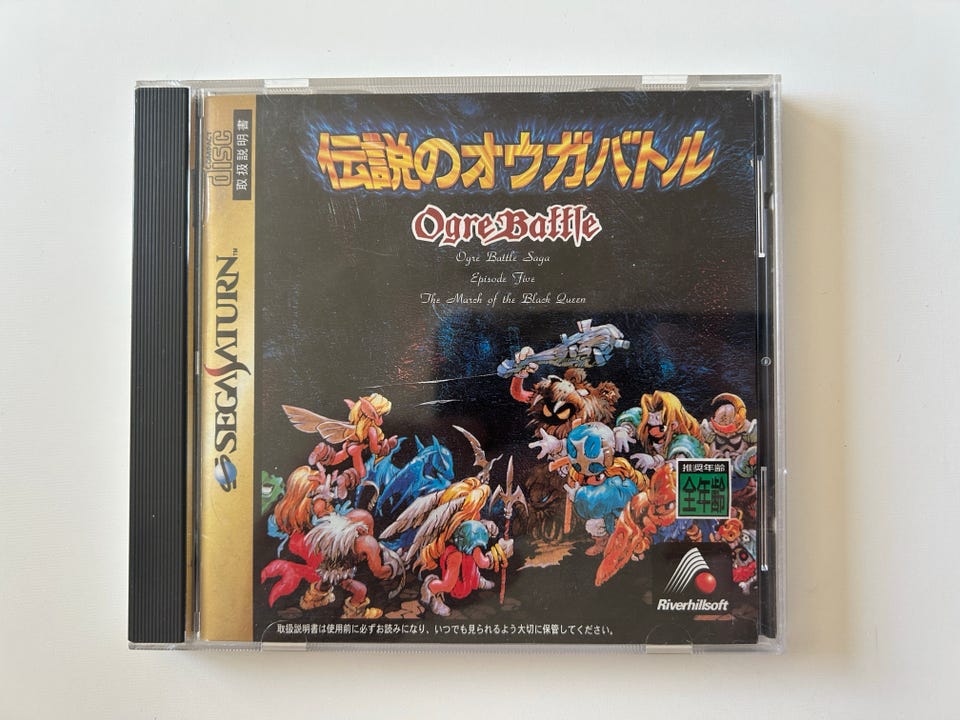 COMPACT
disc
取扱説明書
SEGA SATURN™
伝説のオウガバトル
Ogre Battle
Ogre Battle Saga
Episode Five
The March of the Black Queen
推奨年齢
全年齢
Riverhillsoft
取扱説明書は使用前に必ずお読みになり、いつでも見られるよう大切に保管してください。